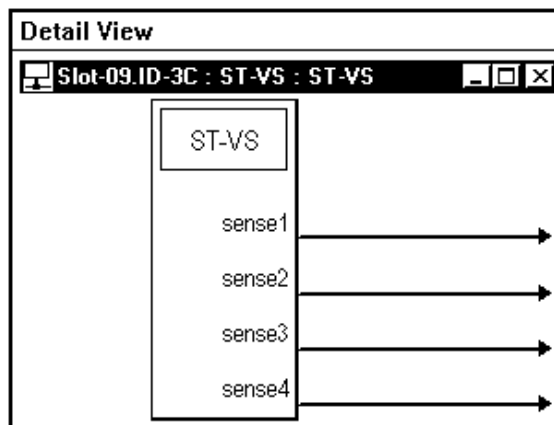 Detail View
Slot-09.ID-3C : ST-VS : ST-VS
ST-VS
sense1
sense2
sense3
sense4